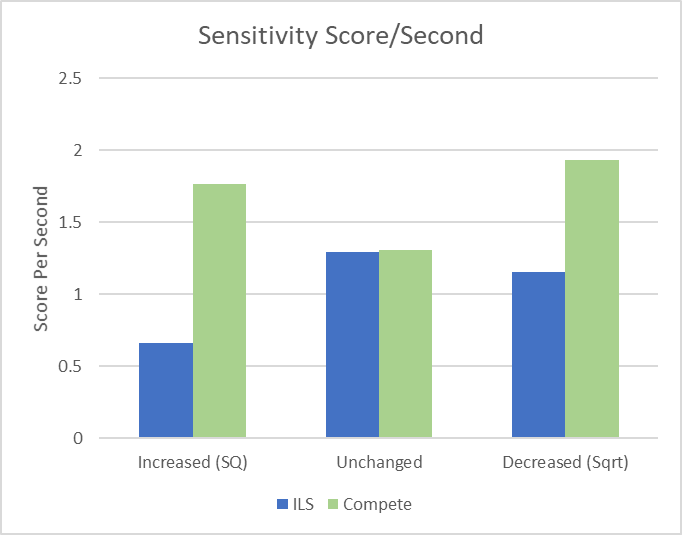 Sensitivity Score/Second
2.5
2
1.5
1
0.5
0
Score Per Second
Increased (SQ)
Unchanged
Decreased (Sqrt)
ILS
Compete